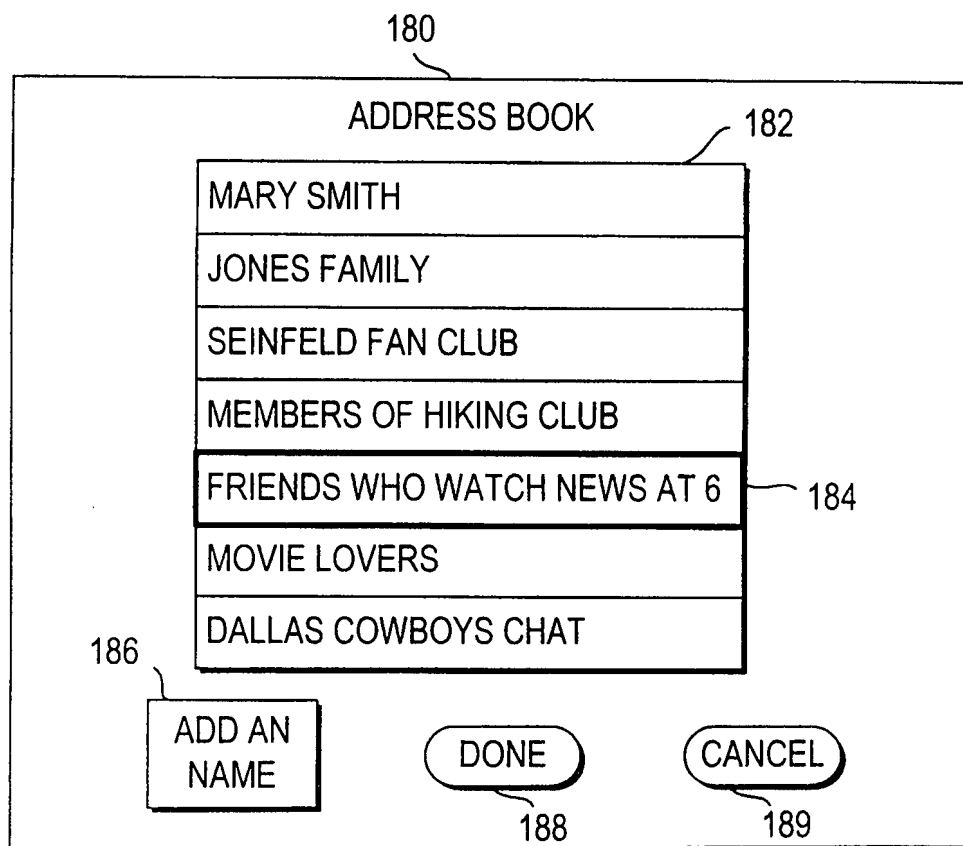 180
ADDRESS BOOK
182
MARY SMITH
JONES FAMILY
SEINFELD FAN CLUB
MEMBERS OF HIKING CLUB
FRIENDS WHO WATCH NEWS AT 6
184
MOVIE LOVERS
DALLAS COWBOYS CHAT
186
ADD AN
NAME
DONE
CANCEL
188
189